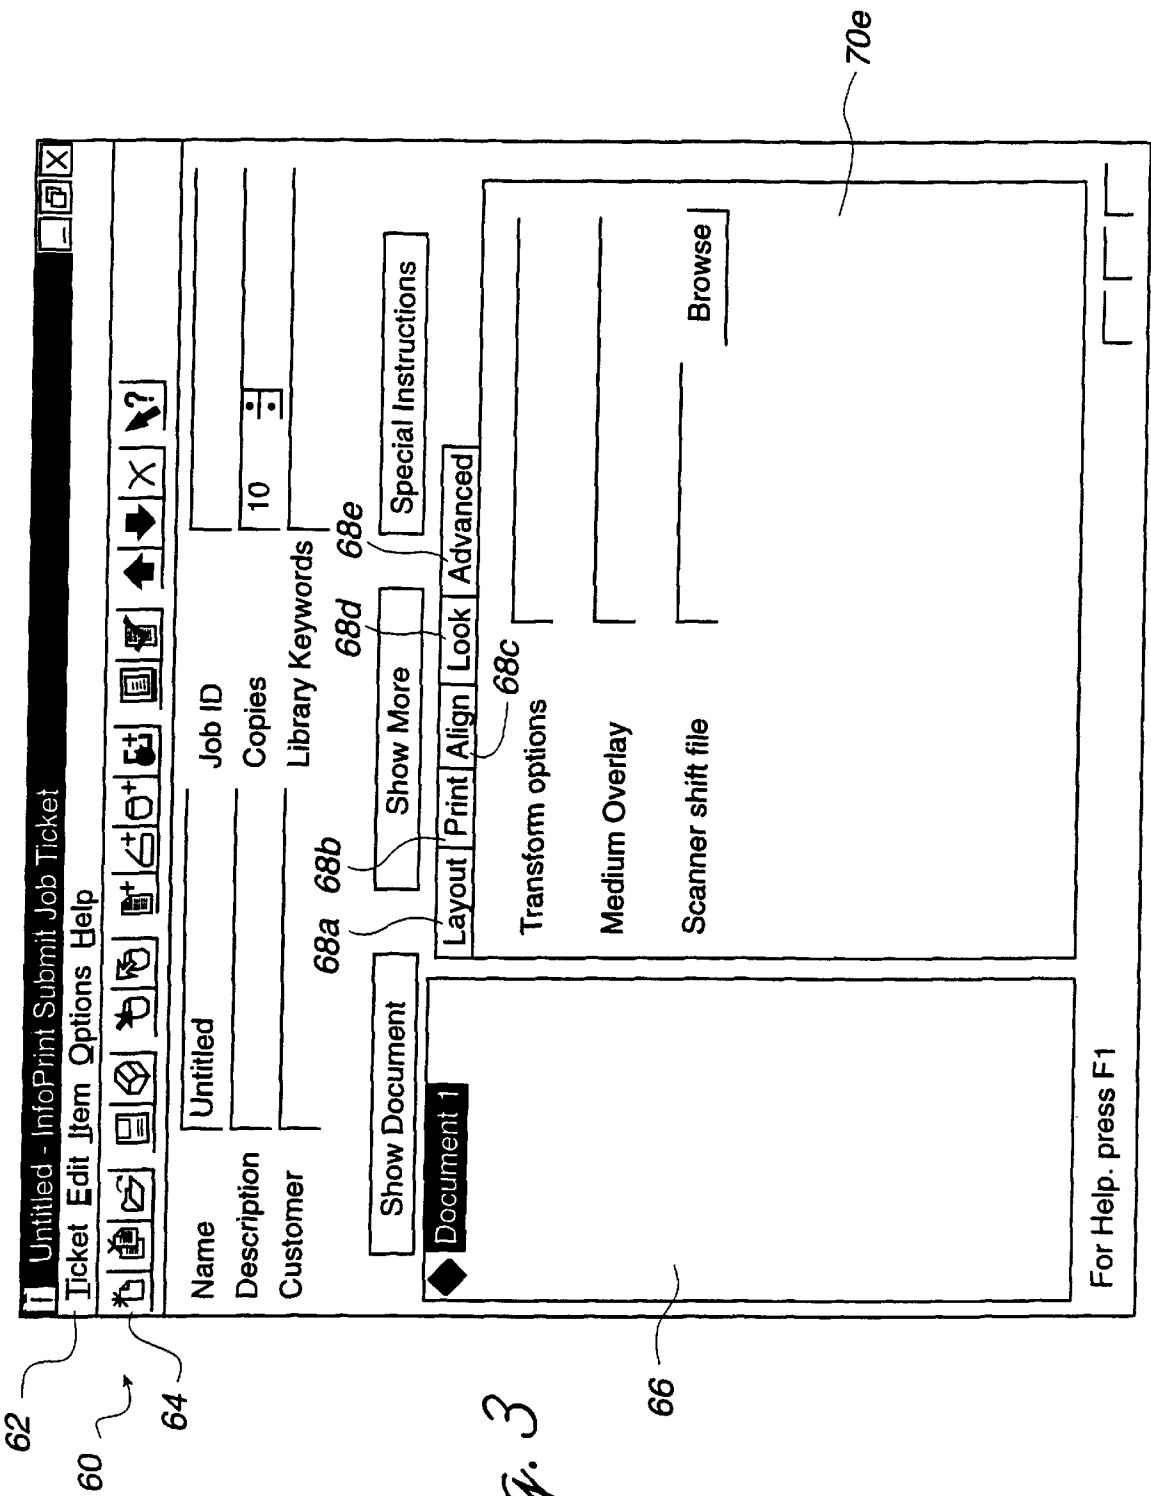 Untitled - InfoPrint Submit Job Ticket
Ticket Edit Item Options Help
Name Untitled Job ID
Description Copies 10
Customer Library Keywords
Show Document Show More Special Instructions
Document 1
Layout Print Align Look Advanced
Transform options
Medium Overlay
Scanner shift file Browse
For Help. press F1
62
60
64
66
68a
68b
68c
68d
68e
70e
3